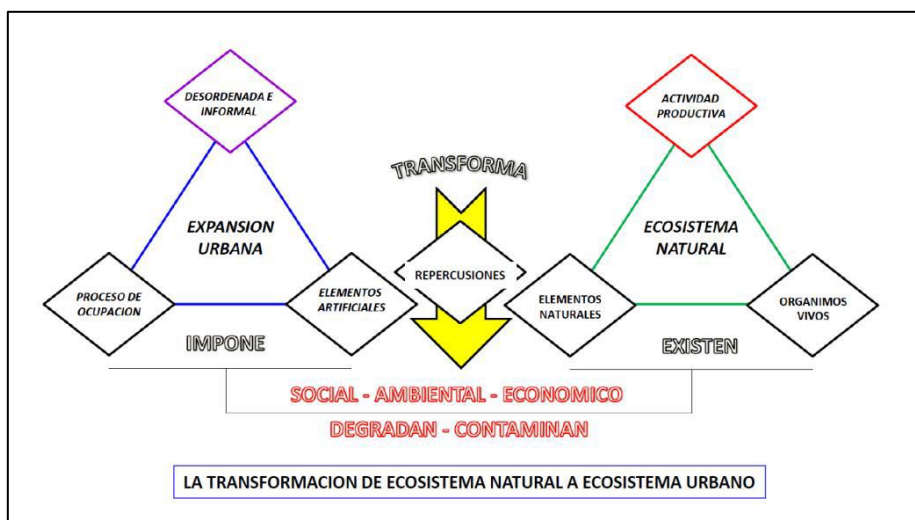 DESORDENADA E
INFORMAL
EXPANSION
URBANA
PROCESO DE
OCUPACION
ELEMENTOS
ARTIFICIALES
IMPONE
TRANSFORMA
REPERCUSIONES
ACTIVIDAD
PRODUCTIVA
ECOSISTEMA
NATURAL
ELEMENTOS
NATURALES
ORGANIMOS
VIVOS
EXISTEN
SOCIAL - AMBIENTAL - ECONOMICO
DEGRADAN - CONTAMINAN
LA TRANSFORMACION DE ECOSISTEMA NATURAL A ECOSISTEMA URBANO